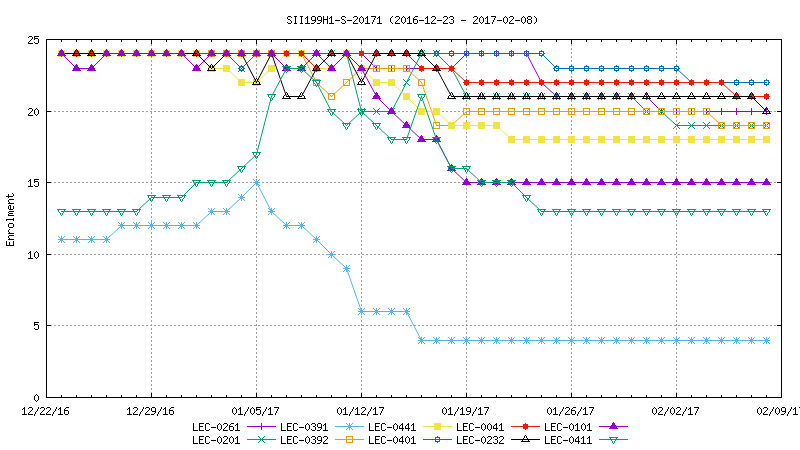 SII199H1-S-20171 (2016-12-23 - 2017-02-08)
25
20
15
10
5
0
Enrolment
12/22/16 12/29/16 01/05/17 01/12/17 01/19/17 01/26/17 02/02/17 02/09/17
LEC-0261 LEC-0391 LEC-0441 LEC-0041 LEC-0101
LEC-0201 LEC-0392 LEC-0401 LEC-0232 LEC-0411